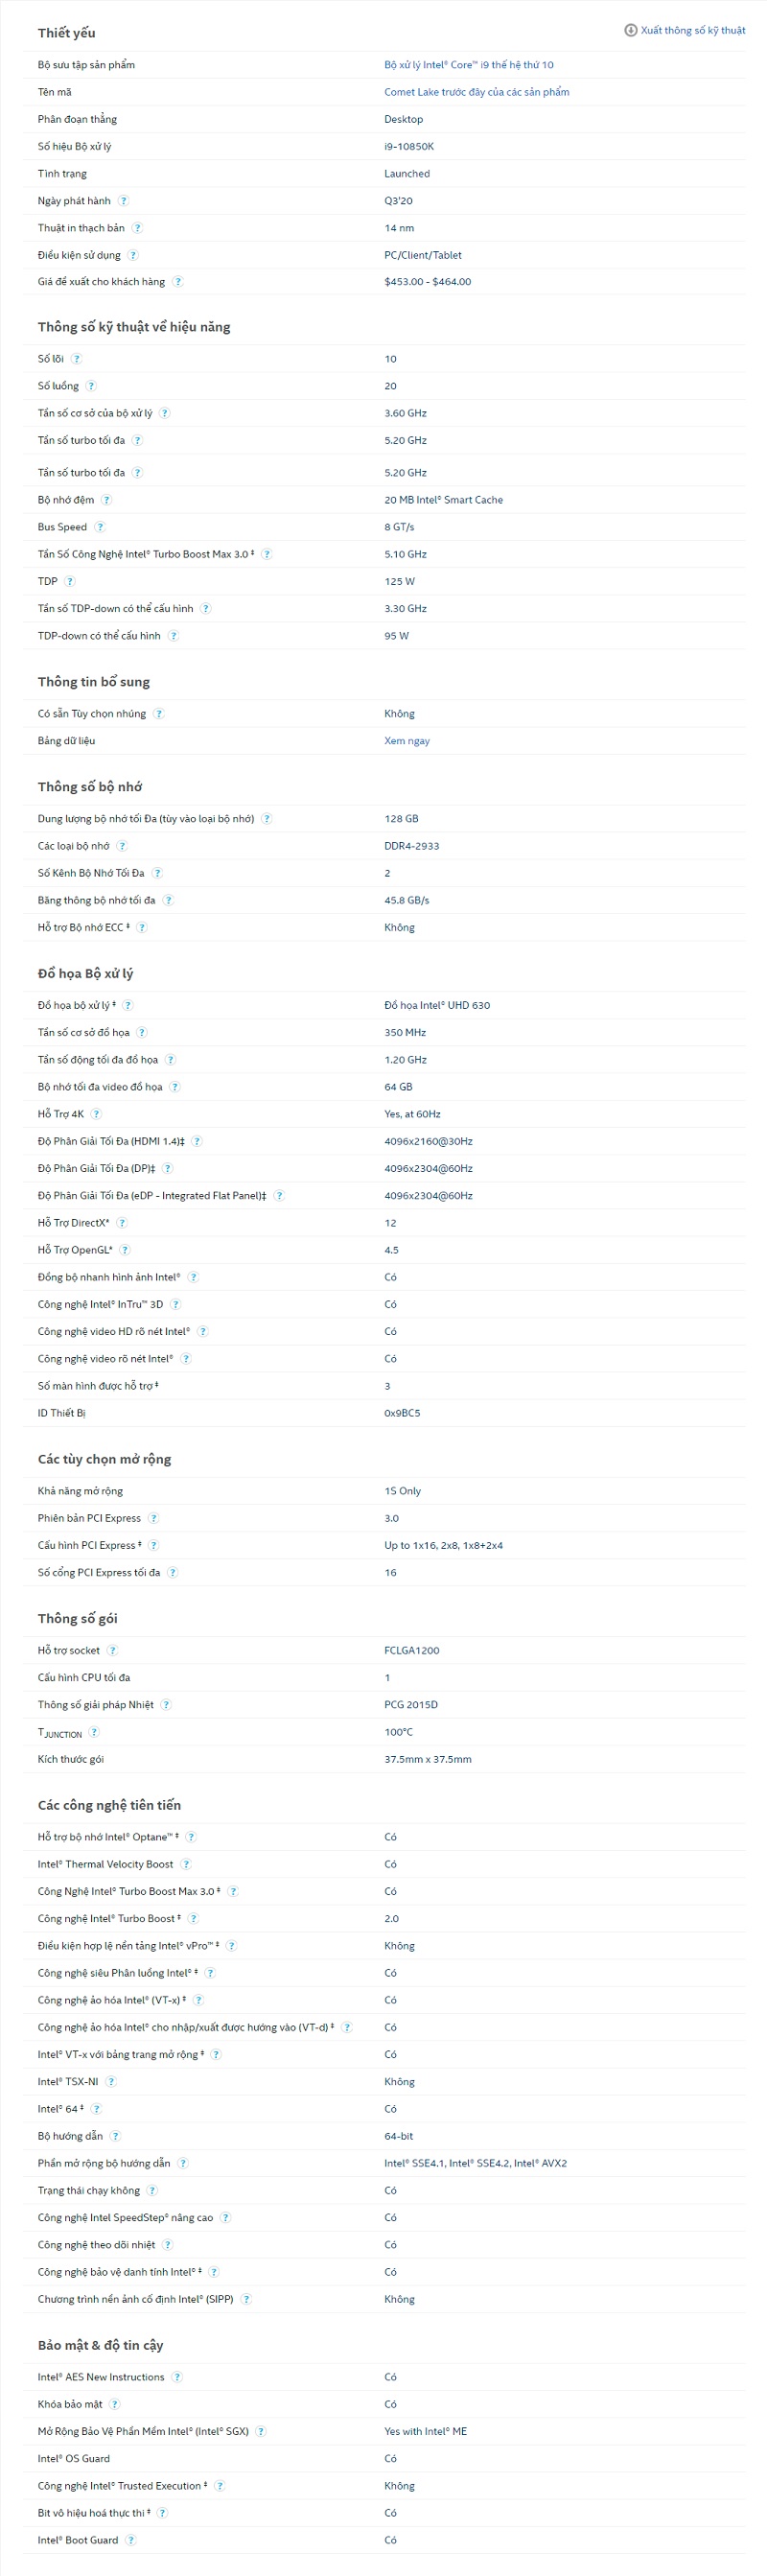 Thiết yếu
Xuất thông số kỹ thuật
Bộ sưu tập sản phẩm Bộ xử lý Intel® Core™ i9 thế hệ thứ 10
Tên mã Comet Lake trước đây của các sản phẩm
Phân đoạn thẳng Desktop
Số hiệu Bộ xử lý i9-10850K
Tình trạng Launched
Ngày phát hành ? Q3'20
Thuật in thạch bản ? 14 nm
Điều kiện sử dụng ? PC/Client/Tablet
Giá đề xuất cho khách hàng ? $453.00 - $464.00
Thông số kỹ thuật về hiệu năng
Số lõi ? 10
Số luồng ? 20
Tần số cơ sở của bộ xử lý ? 3.60 GHz
Tần số turbo tối đa ? 5.20 GHz
Tần số turbo tối đa ? 5.20 GHz
Bộ nhớ đệm ? 20 MB Intel® Smart Cache
Bus Speed ? 8 GT/s
Tần Số Công Nghệ Intel® Turbo Boost Max 3.0 ‡ ? 5.10 GHz
TDP ? 125 W
Tần số TDP-down có thể cấu hình ? 3.30 GHz
TDP-down có thể cấu hình ? 95 W
Thông tin bổ sung
Có sẵn Tùy chọn nhúng ? Không
Bảng dữ liệu Xem ngay
Thông số bộ nhớ
Dung lượng bộ nhớ tối Đa (tùy vào loại bộ nhớ) ? 128 GB
Các loại bộ nhớ ? DDR4-2933
Số Kênh Bộ Nhớ Tối Đa ? 2
Băng thông bộ nhớ tối đa ? 45.8 GB/s
Hỗ trợ Bộ nhớ ECC ‡ ? Không
Đồ họa Bộ xử lý
Đồ họa bộ xử lý ‡ ? Đồ họa Intel® UHD 630
Tần số cơ sở đồ họa ? 350 MHz
Tần số động tối đa đồ họa ? 1.20 GHz
Bộ nhớ tối đa video đồ họa ? 64 GB
Hỗ Trợ 4K ? Yes, at 60Hz
Độ Phân Giải Tối Đa (HDMI 1.4)‡ ? 4096x2160@30Hz
Độ Phân Giải Tối Đa (DP)‡ ? 4096x2304@60Hz
Độ Phân Giải Tối Đa (eDP - Integrated Flat Panel)‡ ? 4096x2304@60Hz
Hỗ Trợ DirectX* ? 12
Hỗ Trợ OpenGL* ? 4.5
Đồng bộ nhanh hình ảnh Intel® ? Có
Công nghệ Intel® InTru™ 3D ? Có
Công nghệ video HD rõ nét Intel® ? Có
Công nghệ video rõ nét Intel® ? Có
Số màn hình được hỗ trợ ‡ 3
ID Thiết Bị 0x9BC5
Các tùy chọn mở rộng
Khả năng mở rộng 1S Only
Phiên bản PCI Express ? 3.0
Cấu hình PCI Express ‡ ? Up to 1x16, 2x8, 1x8+2x4
Số cổng PCI Express tối đa ? 16
Thông số gói
Hỗ trợ socket ? FCLGA1200
Cấu hình CPU tối đa 1
Thông số giải pháp Nhiệt ? PCG 2015D
TJUNCTION ? 100°C
Kích thước gói 37.5mm x 37.5mm
Các công nghệ tiên tiến
Hỗ trợ bộ nhớ Intel® Optane™ ‡ ? Có
Intel® Thermal Velocity Boost ? Có
Công Nghệ Intel® Turbo Boost Max 3.0 ‡ ? Có
Công nghệ Intel® Turbo Boost ‡ ? 2.0
Điều kiện hợp lệ nền tảng Intel® vPro™ ‡ ? Không
Công nghệ siêu Phân luồng Intel® ‡ ? Có
Công nghệ ảo hóa Intel® (VT-x) ‡ ? Có
Công nghệ ảo hóa Intel® cho nhập/xuất được hướng vào (VT-d) ‡ ? Có
Intel® VT-x với bảng trang mở rộng ‡ ? Có
Intel® TSX-NI ? Không
Intel® 64 ‡ ? Có
Bộ hướng dẫn ? 64-bit
Phần mở rộng bộ hướng dẫn ? Intel® SSE4.1, Intel® SSE4.2, Intel® AVX2
Trạng thái chạy không ? Có
Công nghệ Intel SpeedStep® nâng cao ? Có
Công nghệ theo dõi nhiệt ? Có
Công nghệ bảo vệ danh tính Intel® ‡ ? Có
Chương trình nền ảnh cố định Intel® (SIPP) ? Không
Bảo mật & độ tin cậy
Intel® AES New Instructions ? Có
Khóa bảo mật ? Có
Mở Rộng Bảo Vệ Phần Mềm Intel® (Intel® SGX) ? Yes with Intel® ME
Intel® OS Guard Có
Công nghệ Intel® Trusted Execution ‡ ? Không
Bit vô hiệu hoá thực thi ‡ ? Có
Intel® Boot Guard ? Có